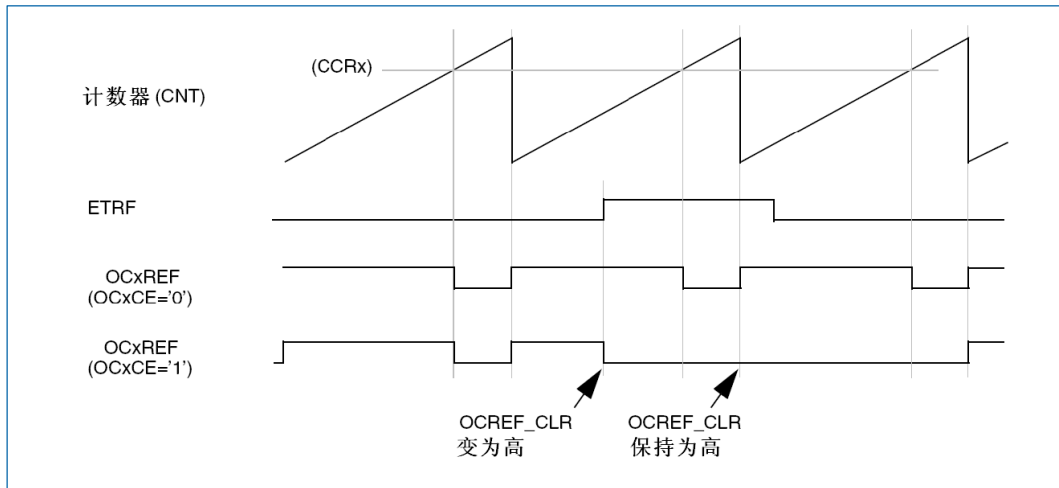 (CCRx)
计数器 (CNT)
ETRF
OCxREF
(OCxCE='0')
OCxREF
(OCxCE='1')
OCREF_CLR
变为高
OCREF_CLR
保持为高